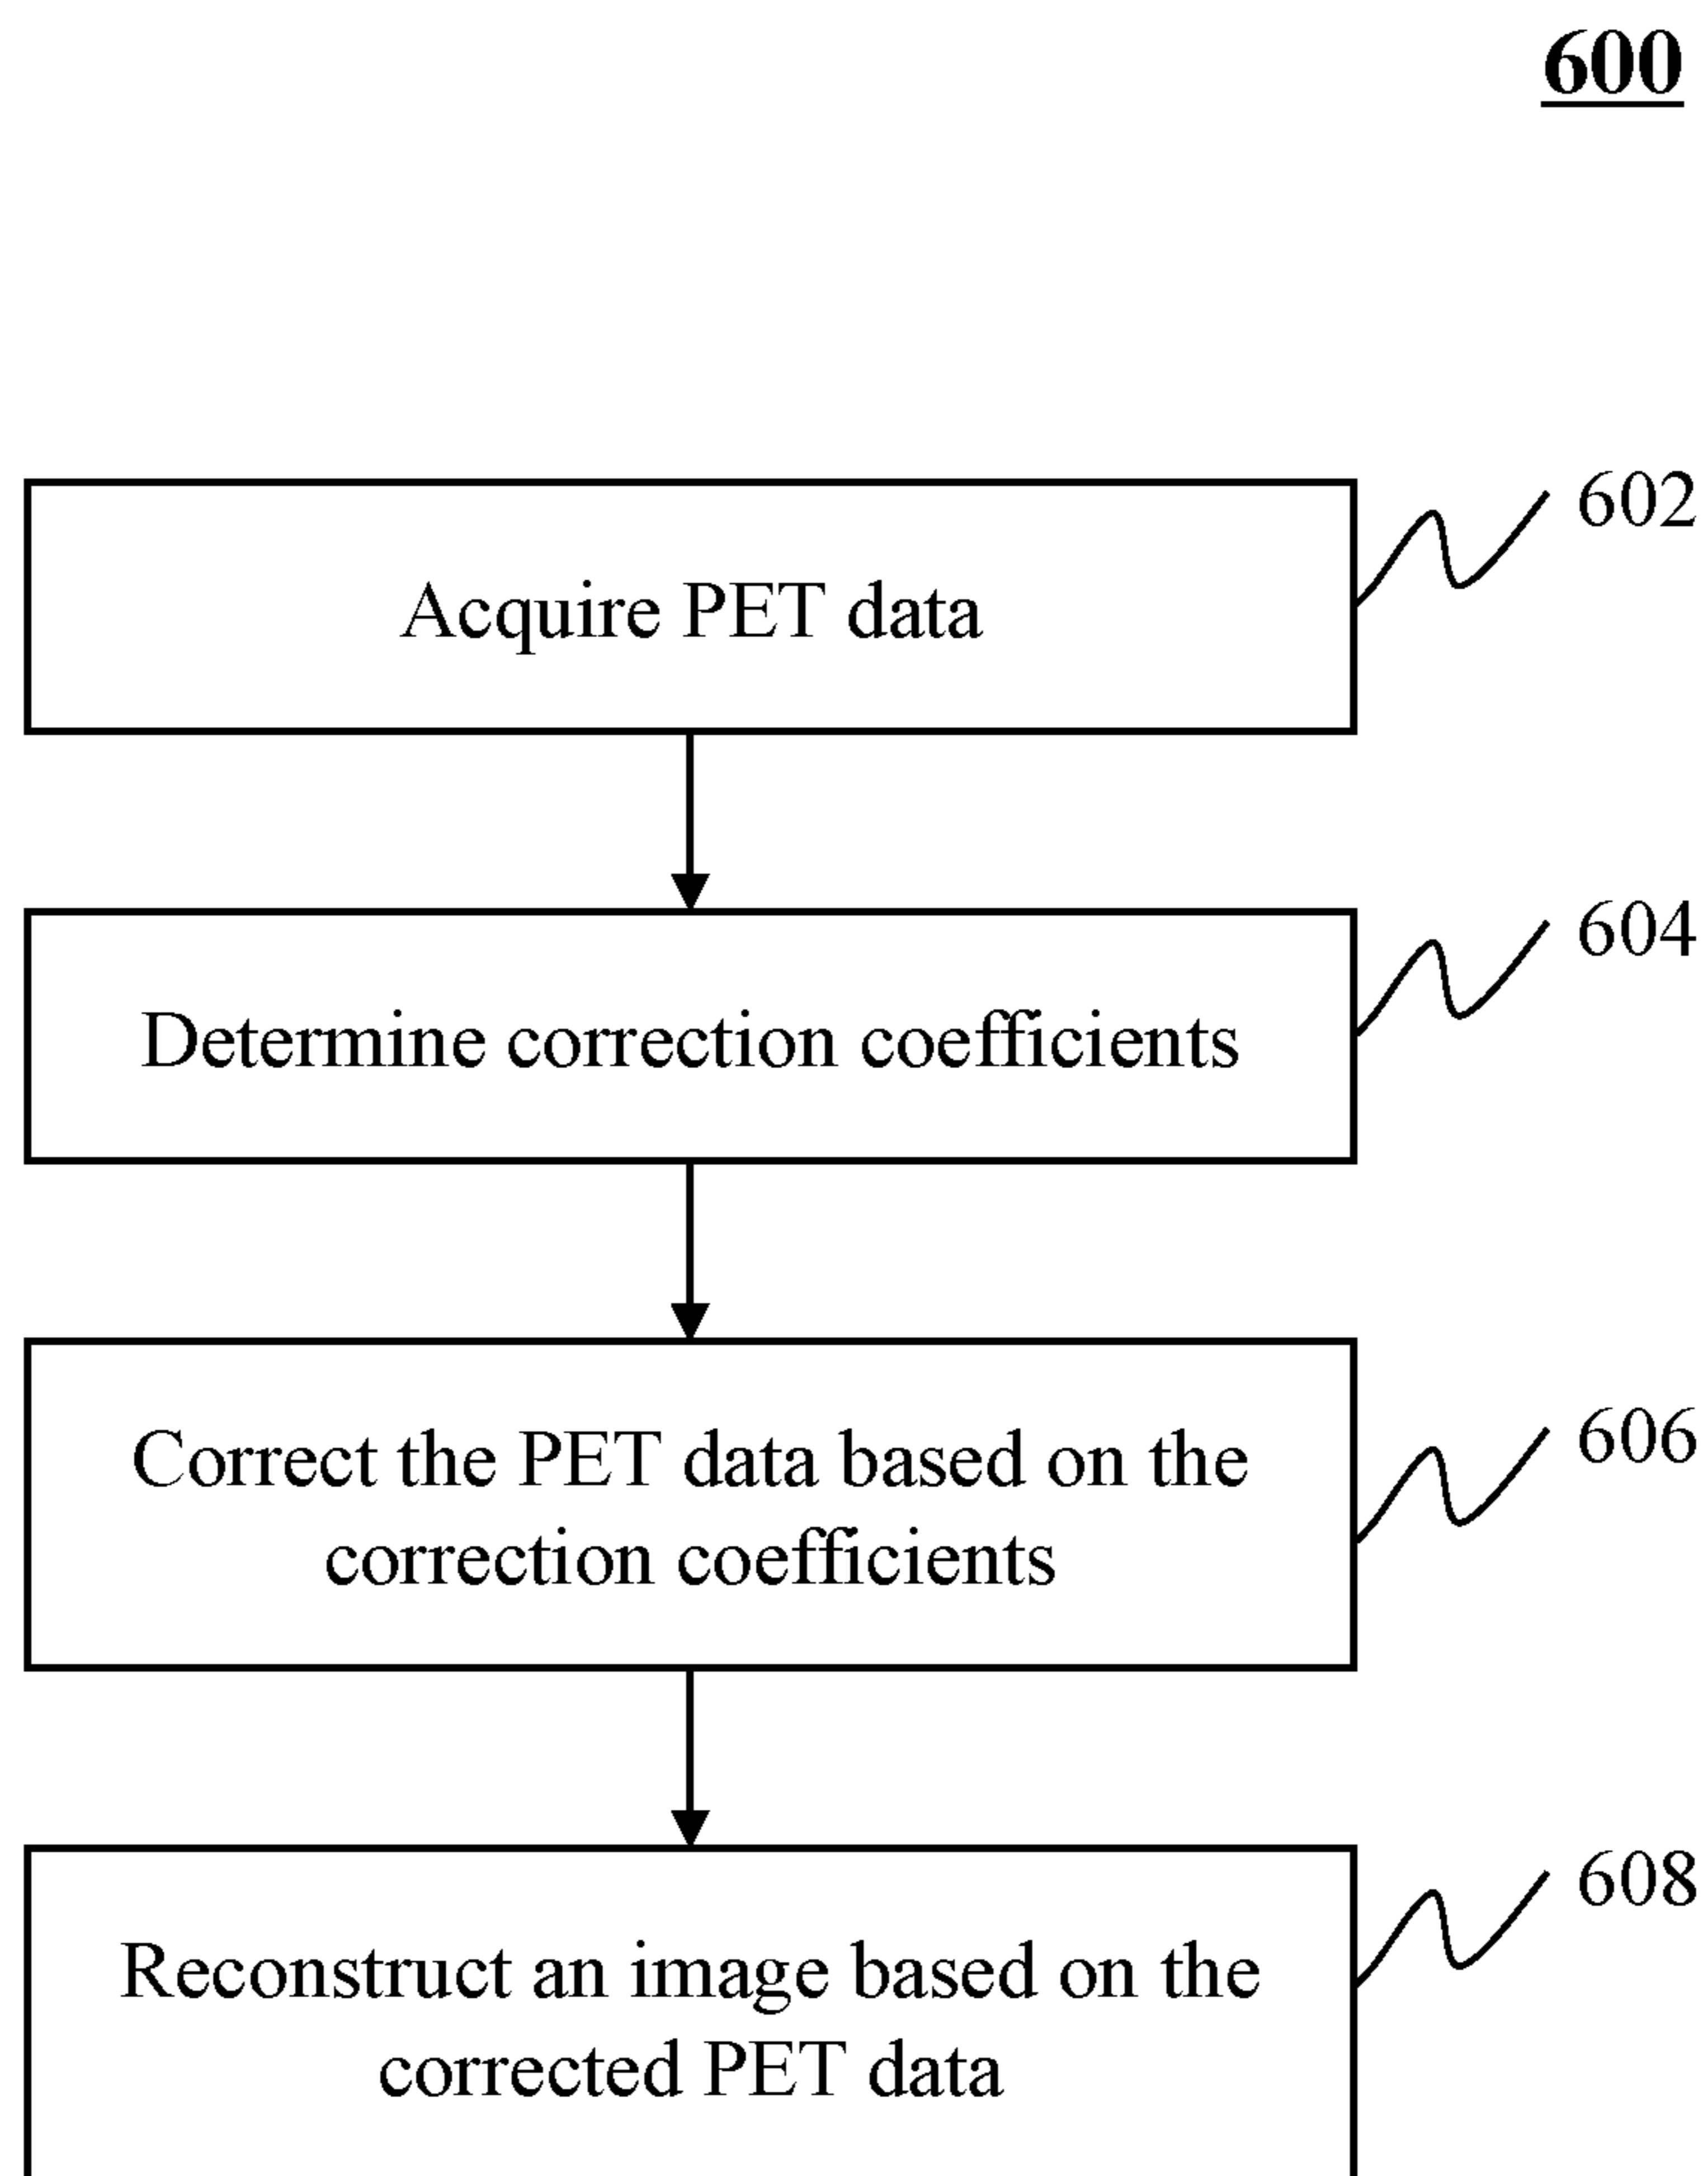 600
Acquire PET data
602
Determine correction coefficients
604
Correct the PET data based on the
correction coefficients
606
Reconstruct an image based on the
corrected PET data
608